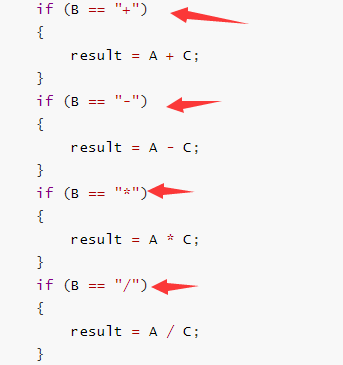 if (B == "+")
{
    result = A + C;
}
if (B == "-")
{
    result = A - C;
}
if (B == "*")
{
    result = A * C;
}
if (B == "/")
{
    result = A / C;
}